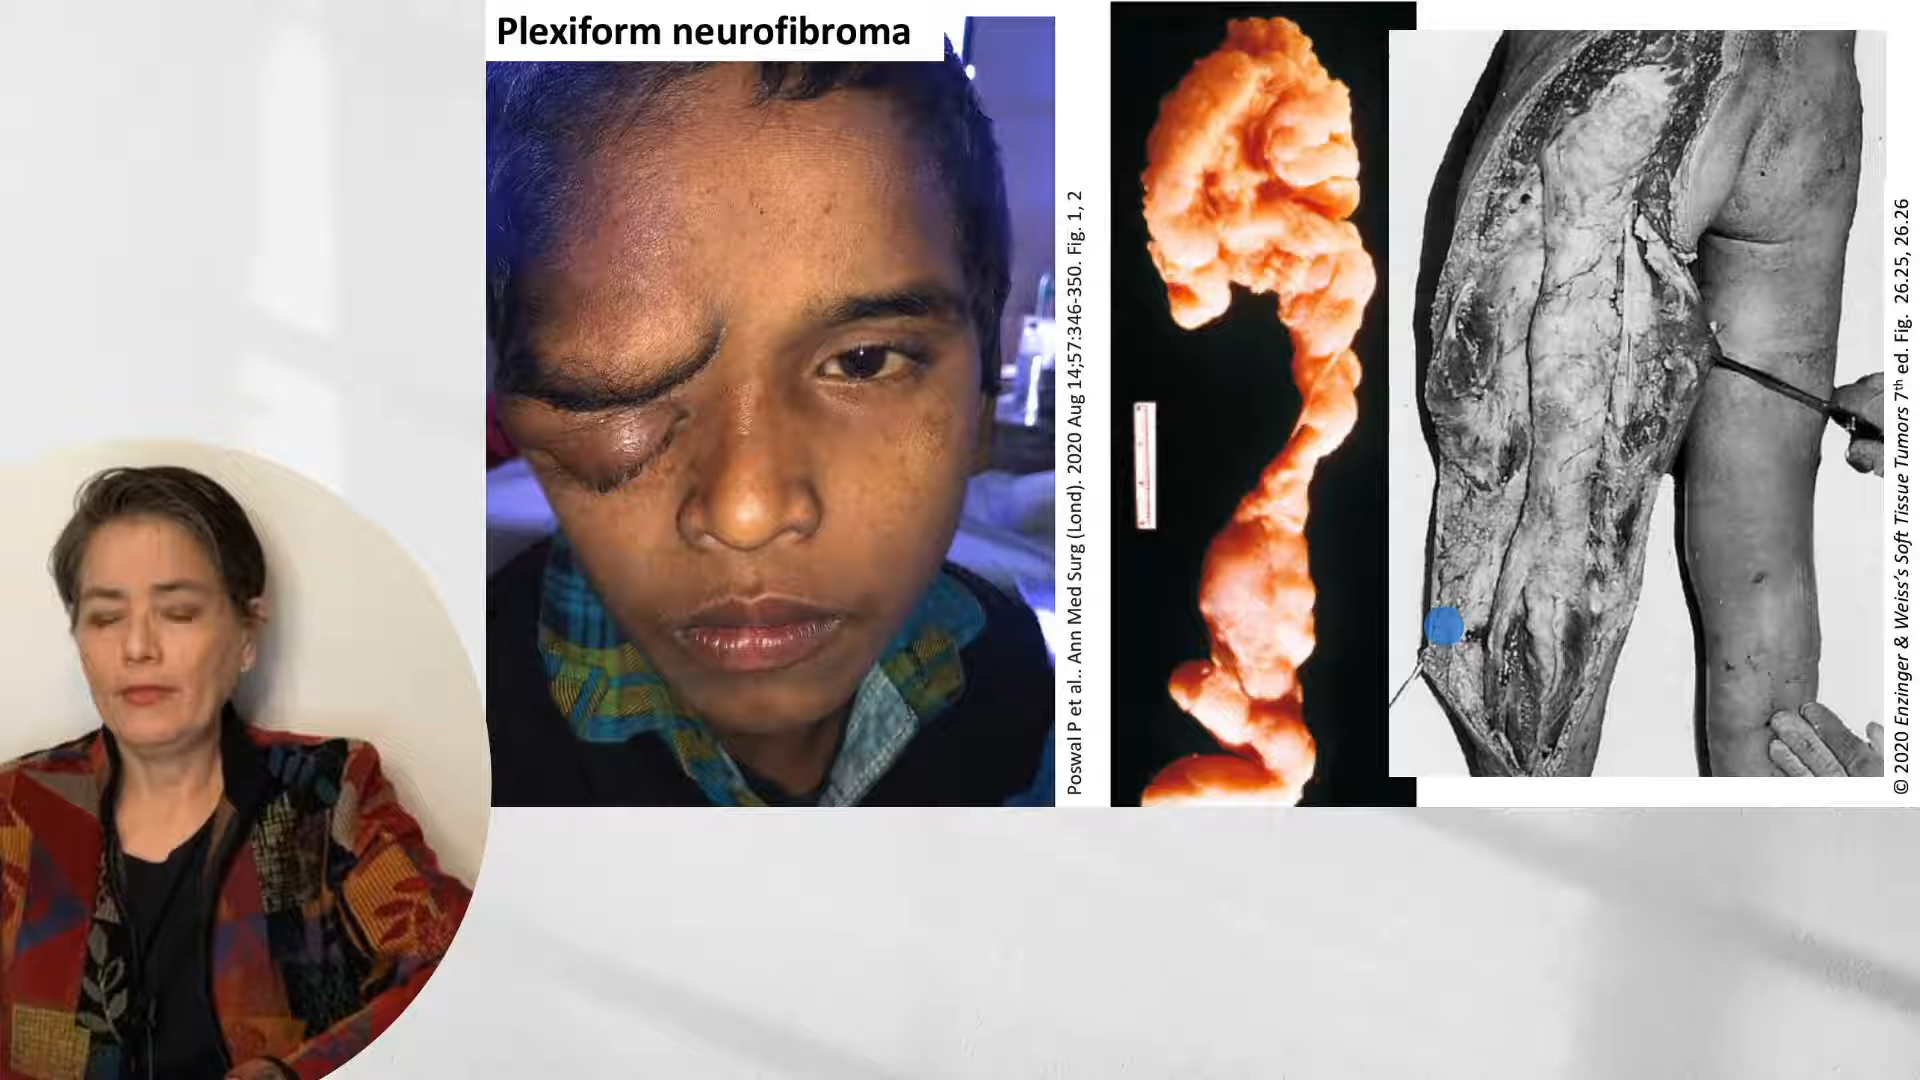 Plexiform neurofibroma
Poswal P et al.. Ann Med Surg (Lond). 2020 Aug 14;57:346-350. Fig. 1, 2
© 2020 Enzinger & Weiss's Soft Tissue Tumors 7th ed. Fig. 26.25, 26.26